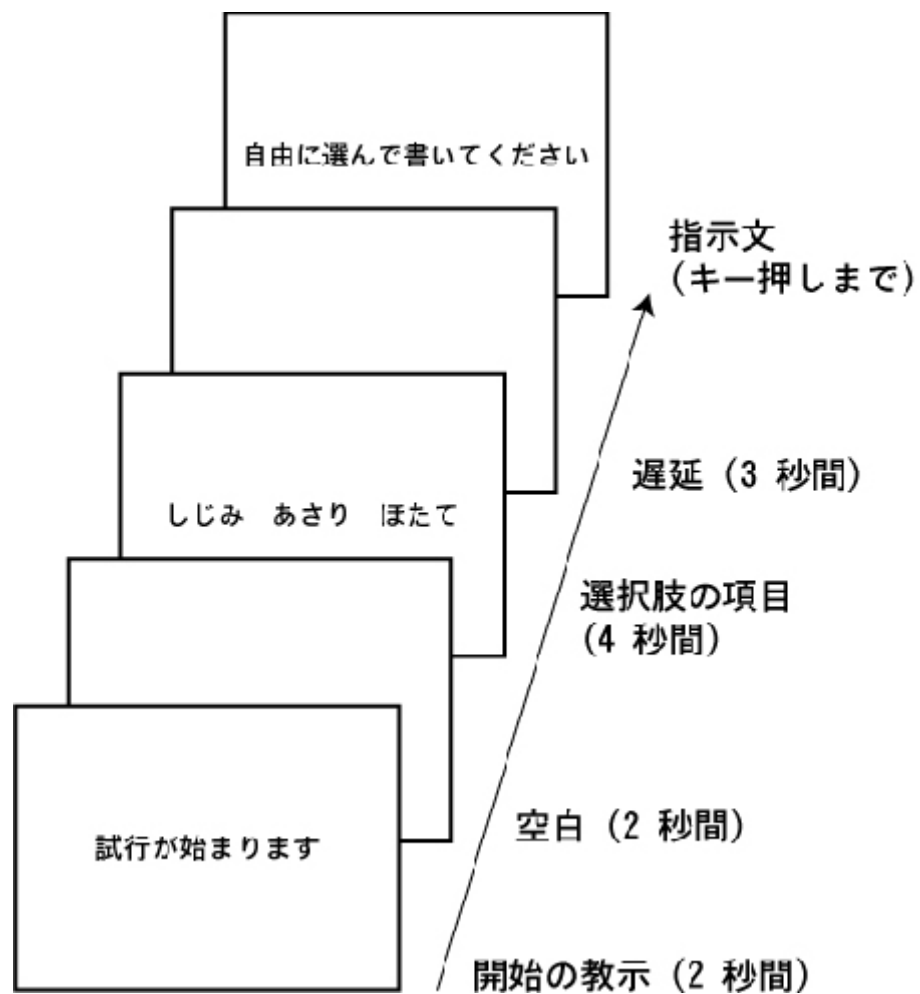 自由に選んで書いてください
指示文
(キー押しまで)
遅延 (3 秒間)
しじみ　あさり　ほたて
選択肢の項目
(4 秒間)
空白 (2 秒間)
試行が始まります
開始の教示 (2 秒間)